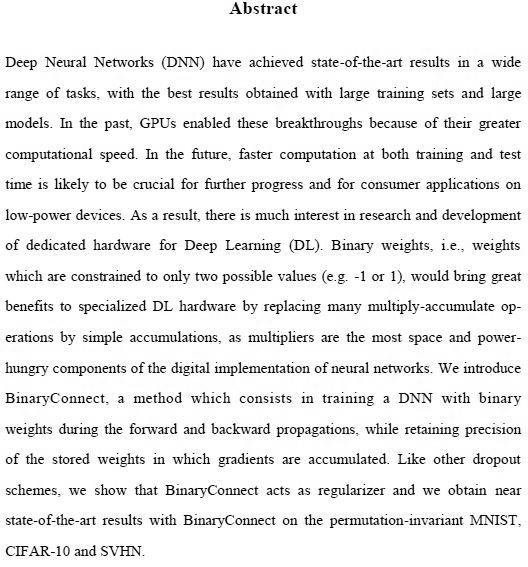 Abstract
Deep Neural Networks (DNN) have achieved state-of-the-art results in a wide
range of tasks, with the best results obtained with large training sets and large
models. In the past, GPUs enabled these breakthroughs because of their greater
computational speed. In the future, faster computation at both training and test
time is likely to be crucial for further progress and for consumer applications on
low-power devices. As a result, there is much interest in research and development
of dedicated hardware for Deep Learning (DL). Binary weights, i.e., weights
which are constrained to only two possible values (e.g. -1 or 1), would bring great
benefits to specialized DL hardware by replacing many multiply-accumulate op-
erations by simple accumulations, as multipliers are the most space and power-
hungry components of the digital implementation of neural networks. We introduce
BinaryConnect, a method which consists in training a DNN with binary
weights during the forward and backward propagations, while retaining precision
of the stored weights in which gradients are accumulated. Like other dropout
schemes, we show that BinaryConnect acts as regularizer and we obtain near
state-of-the-art results with BinaryConnect on the permutation-invariant MNIST,
CIFAR-10 and SVHN.